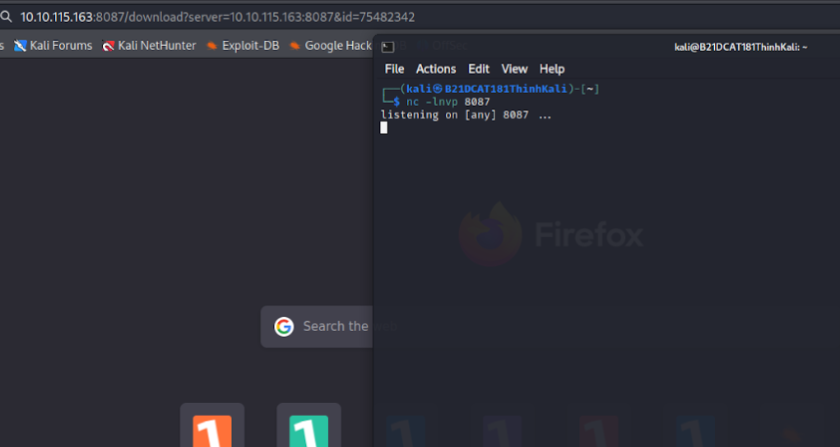 10.10.115.163:8087/download?server=10.10.115.163:8087&id=75482342
s Kali Forums Kali NetHunter Exploit-DB Google Hack
kali@B21DCAT181ThinhKali: ~
File Actions Edit View Help
┌──(kali㉿B21DCAT181ThinhKali)-[~]
└─$ nc -lnvp 8087
listening on [any] 8087 ...
Firefox
Search the
1 1